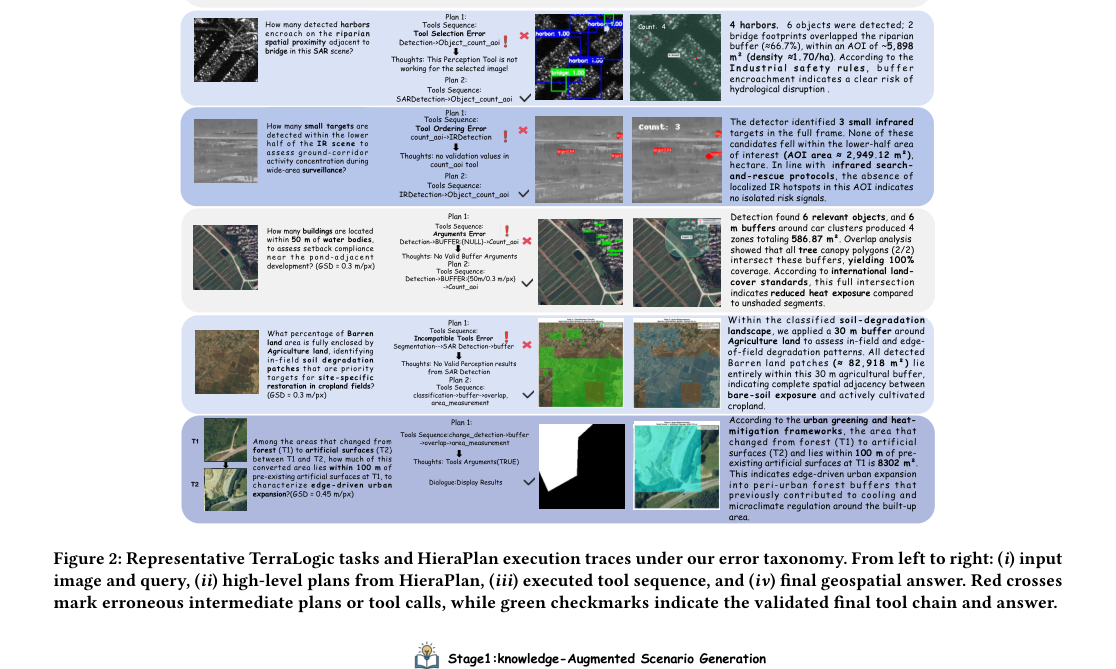 How many detected harbors
encroach on the riparian
spatial proximity adjacent to
bridge in this SAR scene?
Plan 1:
Tools Sequence:
Tool Selection Error
Detection->Object_count_aoi
Thoughts: This Perception Tool is not
working for the selected image!
Plan 2:
Tools Sequence:
SARDetection->Object_count_aoi
harbor: 1.00
harbor: 1.00
harbor: 1.00
bridge: 1.00
Count: 4
4 harbors. 6 objects were detected; 2
bridge footprints overlapped the riparian
buffer (≈66.7%), within an AOI of ~5,898
m² (density ≈1.70/ha). According to the
Industrial safety rules, buffer
encroachment indicates a clear risk of
hydrological disruption .
How many small targets are
detected within the lower
half of the IR scene to
assess ground-corridor
activity concentration during
wide-area surveillance?
Plan 1:
Tools Sequence:
Tool Ordering Error
count_aoi->IRDetection
Thoughts: no validation values in
count_aoi tool
Plan 2:
Tools Sequence:
IRDetection->Object_count_aoi
Count: 3
The detector identified 3 small infrared
targets in the full frame. None of these
candidates fell within the lower-half area
of interest (AOI area ≈ 2,949.12 m²),
hectare. In line with infrared search-
and-rescue protocols, the absence of
localized IR hotspots in this AOI indicates
no isolated risk signals.
How many buildings are located
within 50 m of water bodies,
to assess setback compliance
near the pond-adjacent
development? (GSD = 0.3 m/px)
Plan 1:
Tools Sequence:
Arguments Error
Detection->BUFFER:(NULL)->Count_aoi
Thoughts: No Valid Buffer Arguments
Plan 2:
Tools Sequence:
Detection->BUFFER:(50m/0.3 m/px)
->Count_aoi
Detection found 6 relevant objects, and 6
m buffers around car clusters produced 4
zones totaling 586.87 m². Overlap analysis
showed that all tree canopy polygons (2/2)
intersect these buffers, yielding 100%
coverage. According to international land-
cover standards, this full intersection
indicates reduced heat exposure compared
to unshaded segments.
What percentage of Barren
land area is fully enclosed by
Agriculture land, identifying
in-field soil degradation
patches that are priority
targets for site-specific
restoration in cropland fields?
(GSD = 0.3 m/px)
Plan 1:
Tools Sequence:
Incompatible Tools Error
Segmentation-->SAR Detection->buffer
Thoughts: No Valid Perception results
from SAR Detection
Plan 2:
Tools Sequence:
classification->buffer->overlap,
area_measurement
Within the classified soil-degradation
landscape, we applied a 30 m buffer around
Agriculture land to assess in-field and edge-
of-field degradation patterns. All detected
Barren land patches (≈ 82,918 m²) lie
entirely within this 30 m agricultural buffer,
indicating complete spatial adjacency between
bare-soil exposure and actively cultivated
cropland.
T1
T2
Among the areas that changed from
forest (T1) to artificial surfaces (T2)
between T1 and T2, how much of this
converted area lies within 100 m of
pre-existing artificial surfaces at T1, to
characterize edge-driven urban
expansion?(GSD = 0.45 m/px)
Plan 1:
Tools Sequence:change_detection->buffer
->overlap->area_measurement
Thoughts: Tools Arguments(TRUE)
Dialogue:Display Results
According to the urban greening and heat-
mitigation frameworks, the area that
changed from forest (T1) to artificial
surfaces (T2) and lies within 100 m of pre-
existing artificial surfaces at T1 is 8302 m².
This indicates edge-driven urban expansion
into peri-urban forest buffers that
previously contributed to cooling and
microclimate regulation around the built-up
area.
Figure 2: Representative TerraLogic tasks and HieraPlan execution traces under our error taxonomy. From left to right: (i) input
image and query, (ii) high-level plans from HieraPlan, (iii) executed tool sequence, and (iv) final geospatial answer. Red crosses
mark erroneous intermediate plans or tool calls, while green checkmarks indicate the validated final tool chain and answer.
Stage1:knowledge-Augmented Scenario Generation